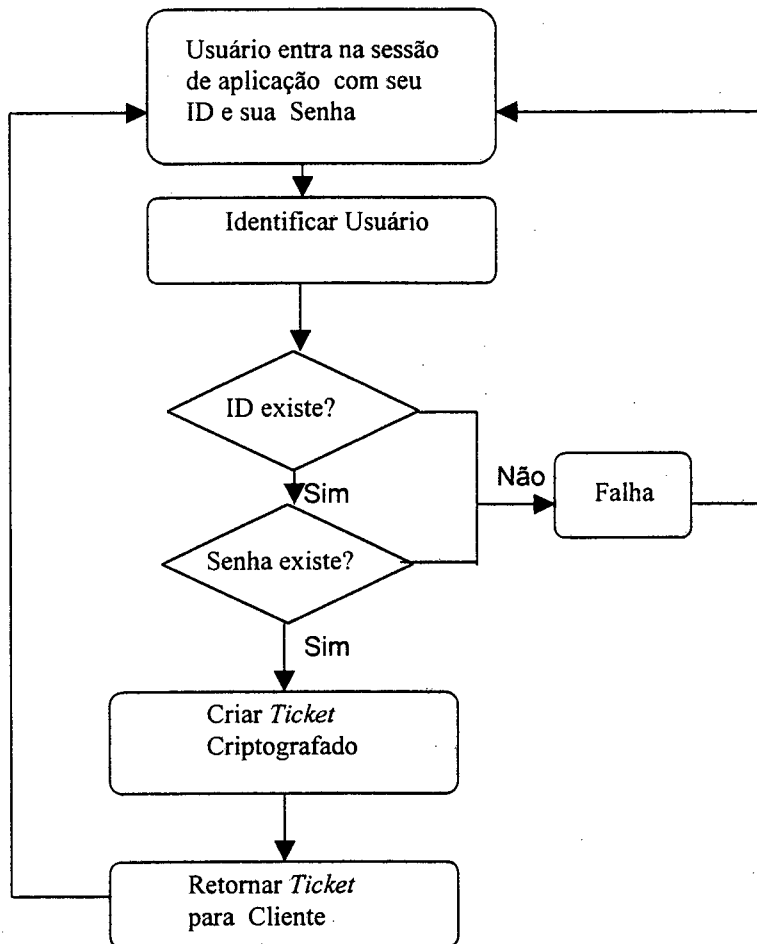 Usuário entra na sessão
de aplicação com seu
ID e sua Senha
Identificar Usuário
ID existe?
Sim
Não
Falha
Senha existe?
Sim
Criar Ticket
Criptografado
Retornar Ticket
para Cliente